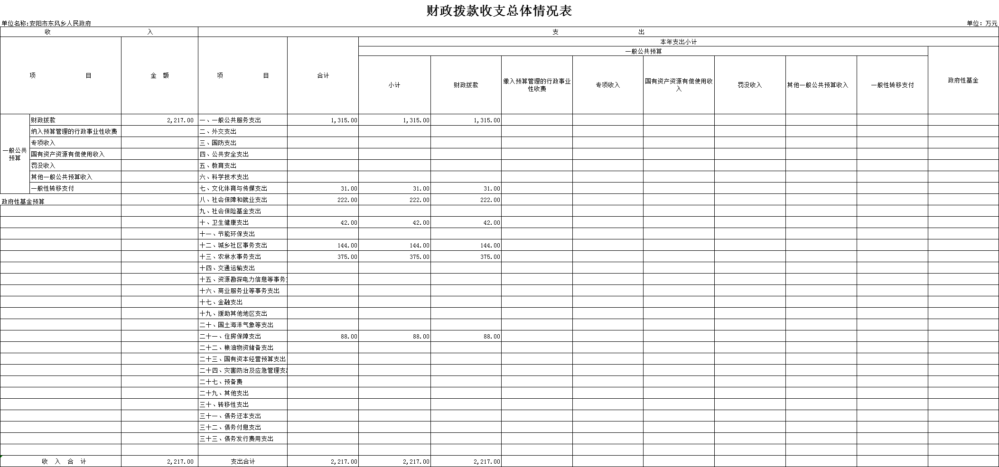 财政拨款收支总体情况表
单位名称:安阳市东风乡人民政府 单位：万元
收 入 支 出
本年支出小计
一般公共预算
项 目 金 额 项 目 合计 小计 财政拨款 缴入预算管理的行政事业性收费 专项收入 国有资产资源有偿使用收入 罚没收入 其他一般公共预算收入 一般性转移支付 政府性基金
一般公共预算
财政拨款 2,217.00 一、一般公共服务支出 1,315.00 1,315.00 1,315.00
纳入预算管理的行政事业性收费 二、外交支出
专项收入 三、国防支出
国有资产资源有偿使用收入 四、公共安全支出
罚没收入 五、教育支出
其他一般公共预算收入 六、科学技术支出
一般性转移支付 七、文化体育与传媒支出 31.00 31.00 31.00
政府性基金预算 八、社会保障和就业支出 222.00 222.00 222.00
九、社会保险基金支出
十、卫生健康支出 42.00 42.00 42.00
十一、节能环保支出
十二、城乡社区事务支出 144.00 144.00 144.00
十三、农林水事务支出 375.00 375.00 375.00
十四、交通运输支出
十五、资源勘探电力信息等事务
十六、商业服务业等事务支出
十七、金融支出
十九、援助其他地区支出
二十、国土海洋气象等支出
二十一、住房保障支出 88.00 88.00 88.00
二十二、粮油物资储备支出
二十三、国有资本经营预算支出
二十四、灾害防治及应急管理支
二十七、预备费
二十九、其他支出
三十、转移性支出
三十一、债务还本支出
三十二、债务付息支出
三十三、债务发行费用支出
收 入 合 计 2,217.00 支出合计 2,217.00 2,217.00 2,217.00